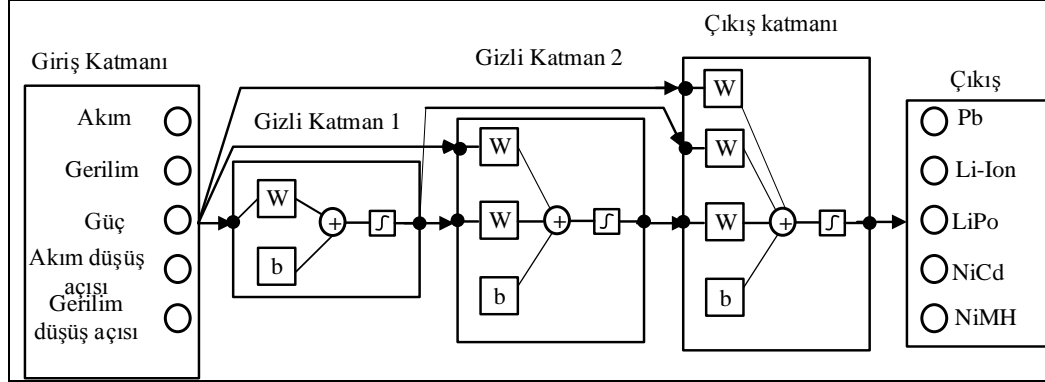 Giriş Katmanı
Akım
Gerilim
Güç
Akım düşüş
açısı
Gerilim
düşüş açısı
Gizli Katman 1
W
+
b
Gizli Katman 2
W
W
+
b
Çıkış katmanı
W
W
W
+
b
Çıkış
Pb
Li-Ion
LiPo
NiCd
NiMH